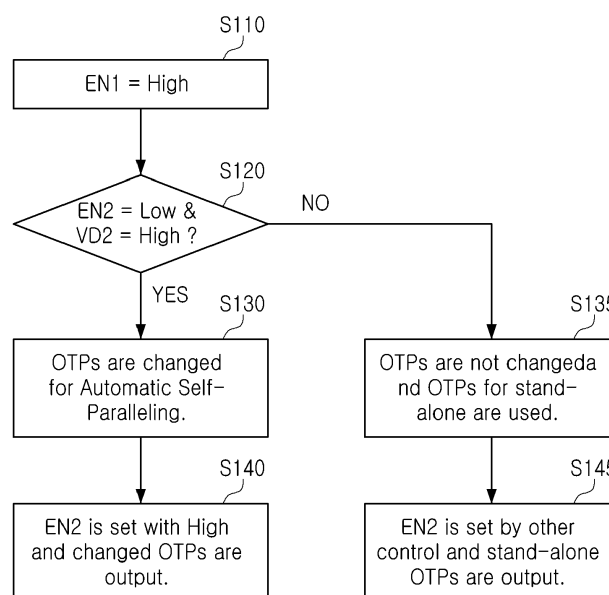 S110
EN1 = High
S120
EN2 = Low &
VD2 = High ?
NO
YES
S130
OTPs are changed
for Automatic Self-
Paralleling.
S135
OTPs are not changeda
nd OTPs for stand-
alone are used.
S140
EN2 is set with High
and changed OTPs are
output.
S145
EN2 is set by other
control and stand-alone
OTPs are output.